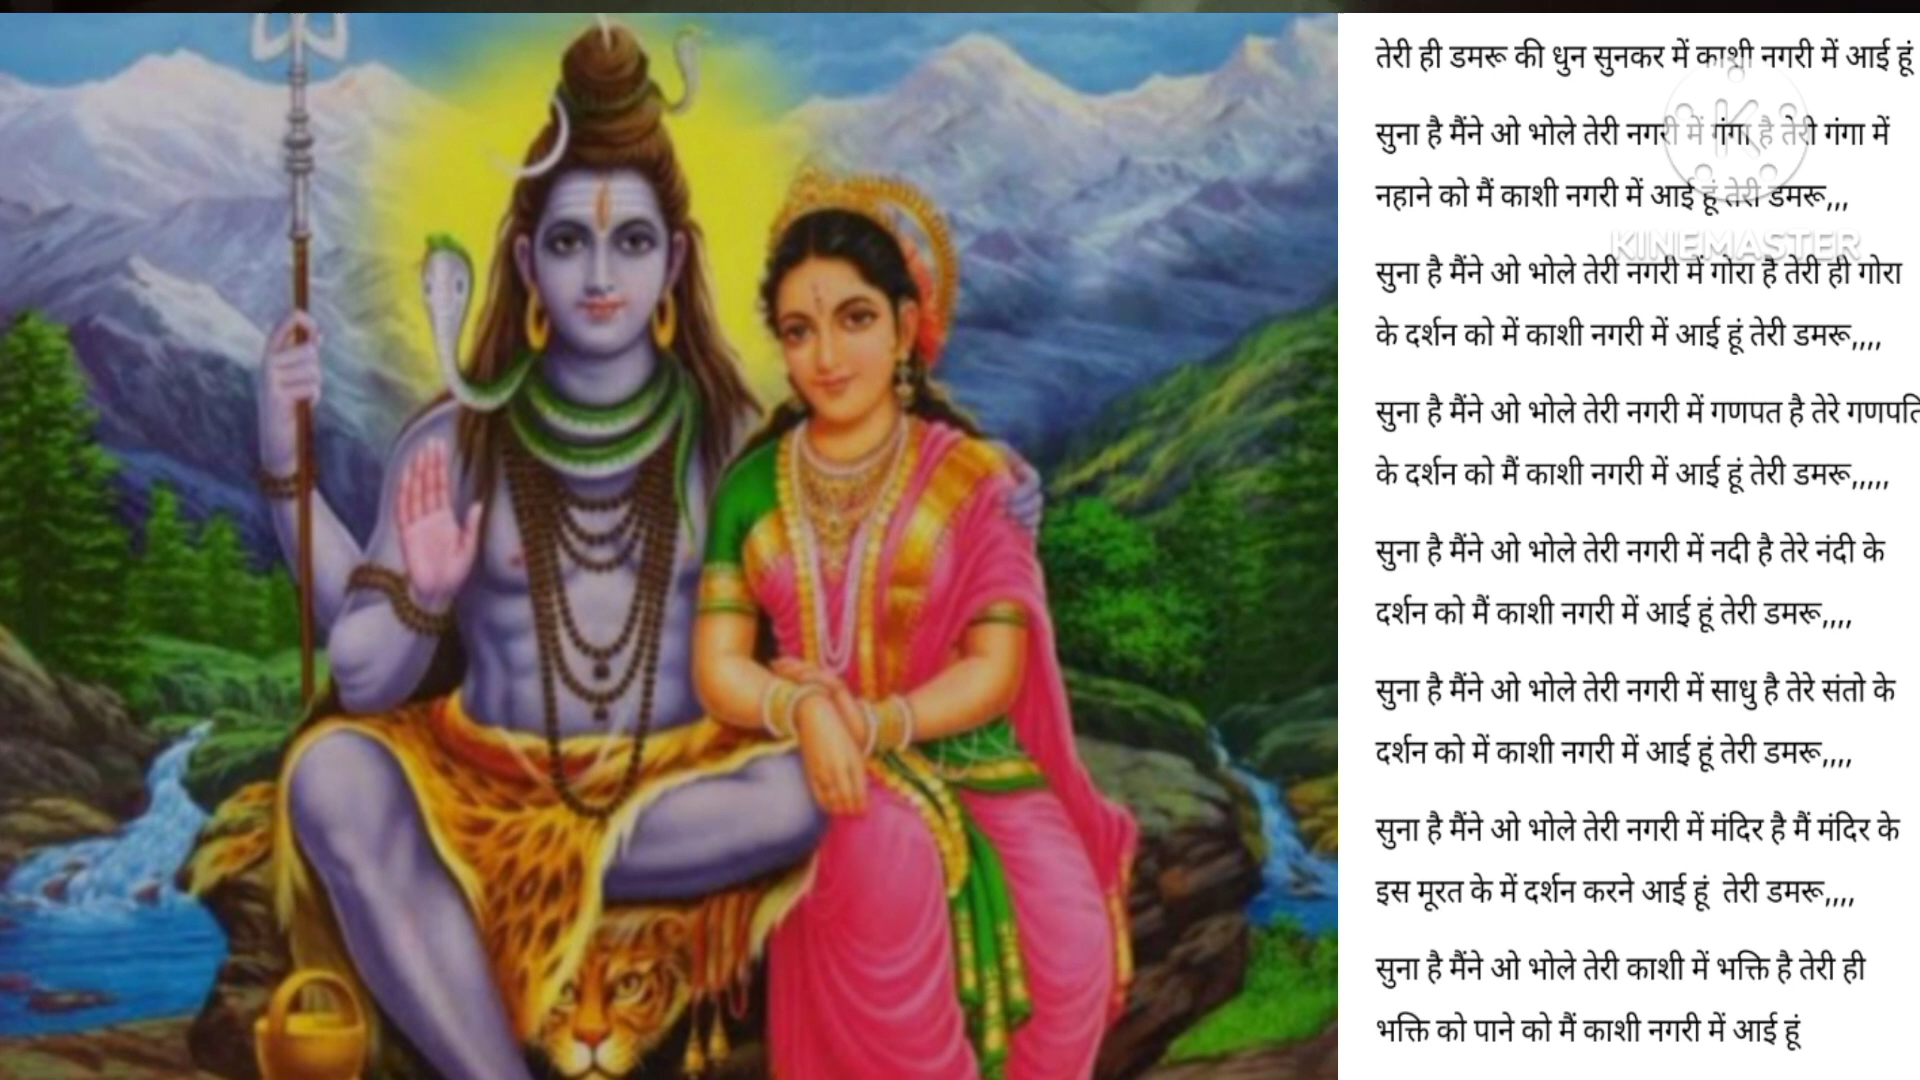 तेरी ही डमरू की धुन सुनकर में काशी नगरी में आई हूं
सुना है मैंने ओ भोले तेरी नगरी में गंगा है तेरी गंगा में
नहाने को मैं काशी नगरी में आई हूं तेरी डमरू,,,
KINEMASTER
सुना है मैंने ओ भोले तेरी नगरी में गोरा है तेरी ही गोरा
के दर्शन को में काशी नगरी में आई हूं तेरी डमरू,,,,
सुना है मैंने ओ भोले तेरी नगरी में गणपत है तेरे गणपति
के दर्शन को मैं काशी नगरी में आई हूं तेरी डमरू,,,,,
सुना है मैंने ओ भोले तेरी नगरी में नदी है तेरे नंदी के
दर्शन को मैं काशी नगरी में आई हूं तेरी डमरू,,,,
सुना है मैंने ओ भोले तेरी नगरी में साधु है तेरे संतो के
दर्शन को में काशी नगरी में आई हूं तेरी डमरू,,,,
सुना है मैंने ओ भोले तेरी नगरी में मंदिर है मैं मंदिर के
इस मूरत के में दर्शन करने आई हूं तेरी डमरू,,,,
सुना है मैंने ओ भोले तेरी काशी में भक्ति है तेरी ही
भक्ति को पाने को मैं काशी नगरी में आई हूं